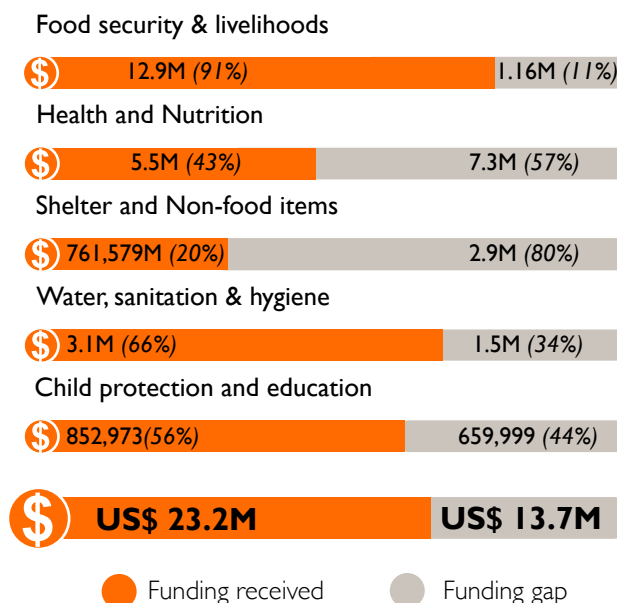 Food security & livelihoods
$ 12.9M (91%) 1.16M (11%)
Health and Nutrition
$ 5.5M (43%) 7.3M (57%)
Shelter and Non-food items
$ 761,579M (20%) 2.9M (80%)
Water, sanitation & hygiene
$ 3.1M (66%) 1.5M (34%)
Child protection and education
$ 852,973(56%) 659,999 (44%)
$ US$ 23.2M US$ 13.7M
Funding received Funding gap